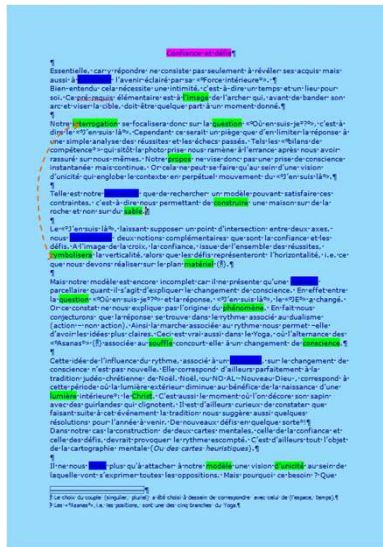 Confiance et défis¶
¶
Essentielle, car y répondre ne consiste pas seulement à révéler ses acquis mais
aussi à l'avenir éclairé par sa «°Force intérieure°».¶
Bien entendu cela nécessite une intimité, c'est-à-dire un temps et un lieu pour
soi. Ce pré-requis élémentaire est à l'image de l'archer qui, avant de bander son
arc et viser la cible, doit être quelque part à un moment donné.¶
¶
Notre interrogation se focalisera donc sur la question «°Où en suis-je°?°», c'est-à-
dire le «°J'en suis là°». Cependant ce serait un piège que d'en limiter la réponse à
une simple analyse des réussites et les échecs passés. Tels les «°bilans de
compétence°» qui sitôt la photo prise nous ramène à l'errance après nous avoir
rassuré sur nous-mêmes. Notre propos ne vise donc pas une prise de conscience
instantanée mais continue. Or cela ne peut se faire qu'au sein d'une vision
d'unicité qui englobe le contexte en perpétuel mouvement du «°J'en suis là°».¶
¶
Telle est notre que de rechercher un modèle pouvant satisfaire ces
contraintes, c'est-à-dire nous permettant de construire une maison sur de la
roche et non sur du sable.¶
¶
Le «°J'en suis là°», laissant supposer un point d'intersection entre deux axes,
nous deux notions complémentaires que sont la confiance et les
défis. A l'image de la croix, la confiance, issue de l'ensemble des réussites,
symbolisera la verticalité, alors que les défis représenteront l'horizontalité, i.e. ce
que nous devons réaliser sur le plan matériel.¶
¶
Mais notre modèle est encore incomplet car il ne présente qu'une
parcellaire quant il s'agit d'expliquer le changement de conscience. En effet entre
la question «°Où en suis-je°?°» et la réponse, «°J'en suis là°», le «°JE°» a changé.
Or ce constat ne nous explique pas l'origine du phénomène. En fait nous
conjecturons que la réponse se trouve dans le rythme associé au dualisme
(action – non action). Ainsi la marche associée au rythme nous permet-elle
d'avoir les idées plus claires. Ceci est vrai aussi dans le Yoga, où l'alternance des
«°Asanas°» associée au souffle concourt-elle à un changement de conscience.¶
¶
Cette idée de l'influence du rythme, associé à un sur le changement de
conscience n'est pas nouvelle. Elle correspond d'ailleurs parfaitement à la
tradition judéo-chrétienne de Noël. Noël, ou NO-AL – Nouveau Dieu -, correspond à
cette période où la lumière extérieur diminue au bénéfice de la naissance d'une
lumière intérieure°: le Christ. C'est aussi le moment où l'on décore son sapin
avec des guirlandes qui clignotent. Il est d'ailleurs curieux de constater que
faisant suite à cet événement la tradition nous suggère aussi quelques
résolutions pour l'année à venir. De nouveaux défis en quelque sorte°!¶
Dans notre cas la construction de deux cartes mentales, celle de la confiance et
celle des défis, devrait provoquer le rythme escompté. C'est d'ailleurs tout l'objet
de la cartographie mentale (Ou des cartes heuristiques).¶
¶
Il ne nous plus qu'à attacher à notre modèle une vision d'unicité au sein de
laquelle vont s'exprimer toutes les oppositions. Mais pourquoi ce besoin ? Que
Le choix du couple (singulier, pluriel) a été choisi à dessein de correspondre avec celui de (l'espace, temps).¶
Les «°Asanas°», i.e. les positions, sont une des cinq branches du Yoga.¶